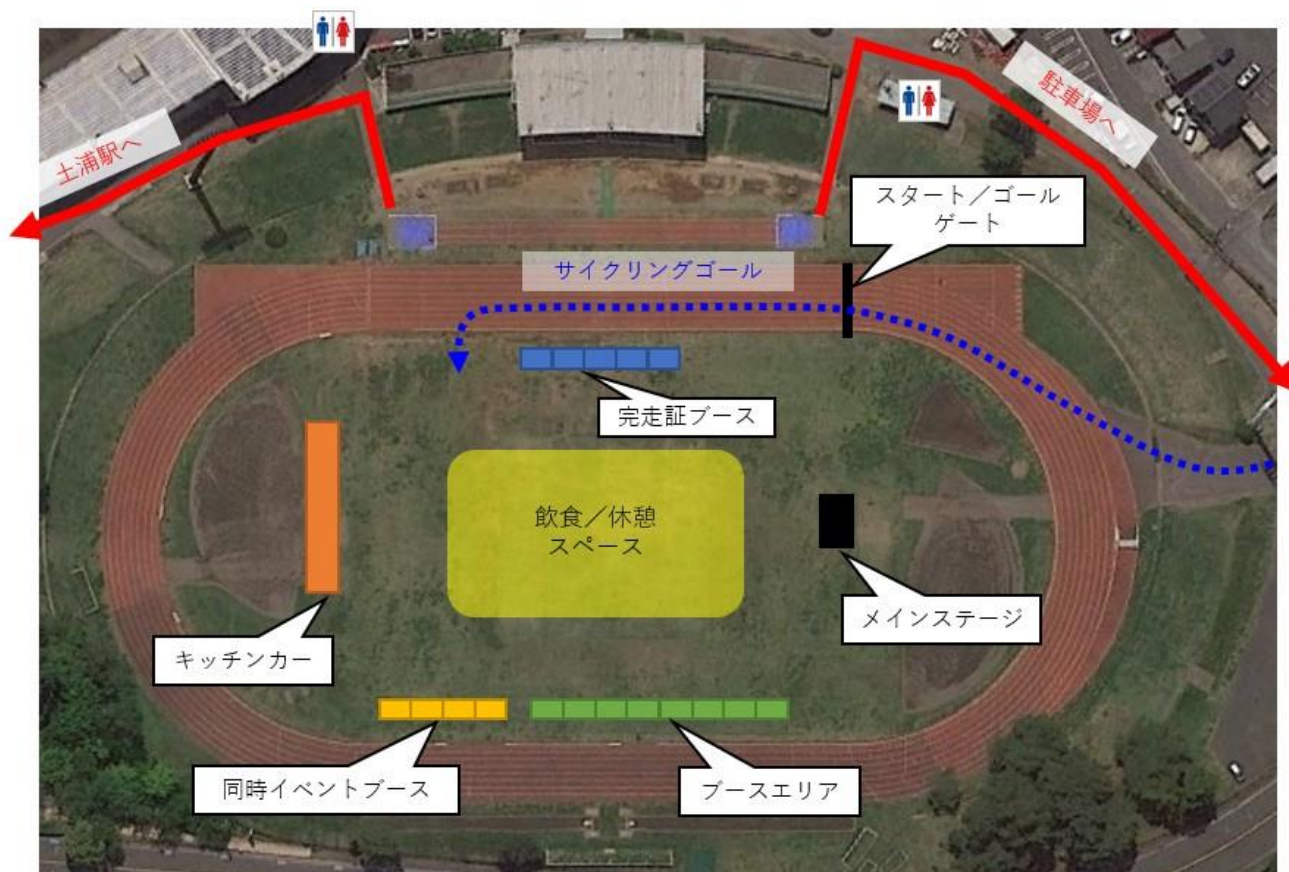 土浦駅へ
駐車場へ
スタート／ゴール
ゲート
サイクリングゴール
完走証ブース
飲食／休憩
スペース
メインステージ
キッチンカー
同時イベントブース
ブースエリア